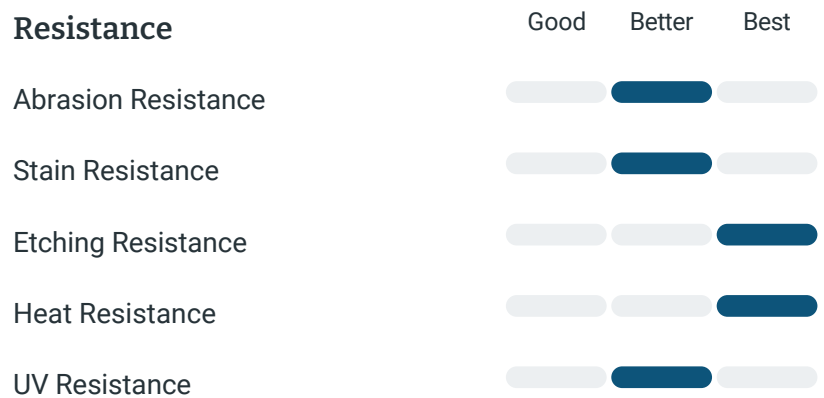 Resistance Good Better Best
Abrasion Resistance
Stain Resistance
Etching Resistance
Heat Resistance
UV Resistance